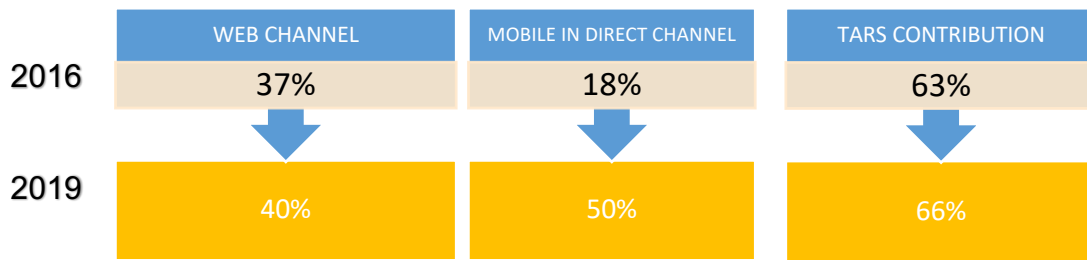 WEB CHANNEL MOBILE IN DIRECT CHANNEL TARS CONTRIBUTION
2016 37% 18% 63%
2019 40% 50% 66%